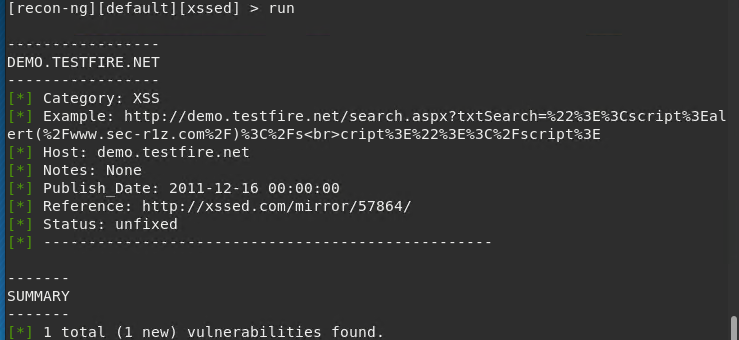 [recon-ng][default][xssed] > run
-----------------
DEMO.TESTFIRE.NET
-----------------
[*] Category: XSS
[*] Example: http://demo.testfire.net/search.aspx?txtSearch=%22%3E%3Cscript%3Eal
ert(%2Fwww.sec-r1z.com%2F)%3C%2Fs<br>cript%3E%22%3E%3C%2Fscript%3E
[*] Host: demo.testfire.net
[*] Notes: None
[*] Publish_Date: 2011-12-16 00:00:00
[*] Reference: http://xssed.com/mirror/57864/
[*] Status: unfixed
[*] --------------------------------------------------
-------
SUMMARY
-------
[*] 1 total (1 new) vulnerabilities found.